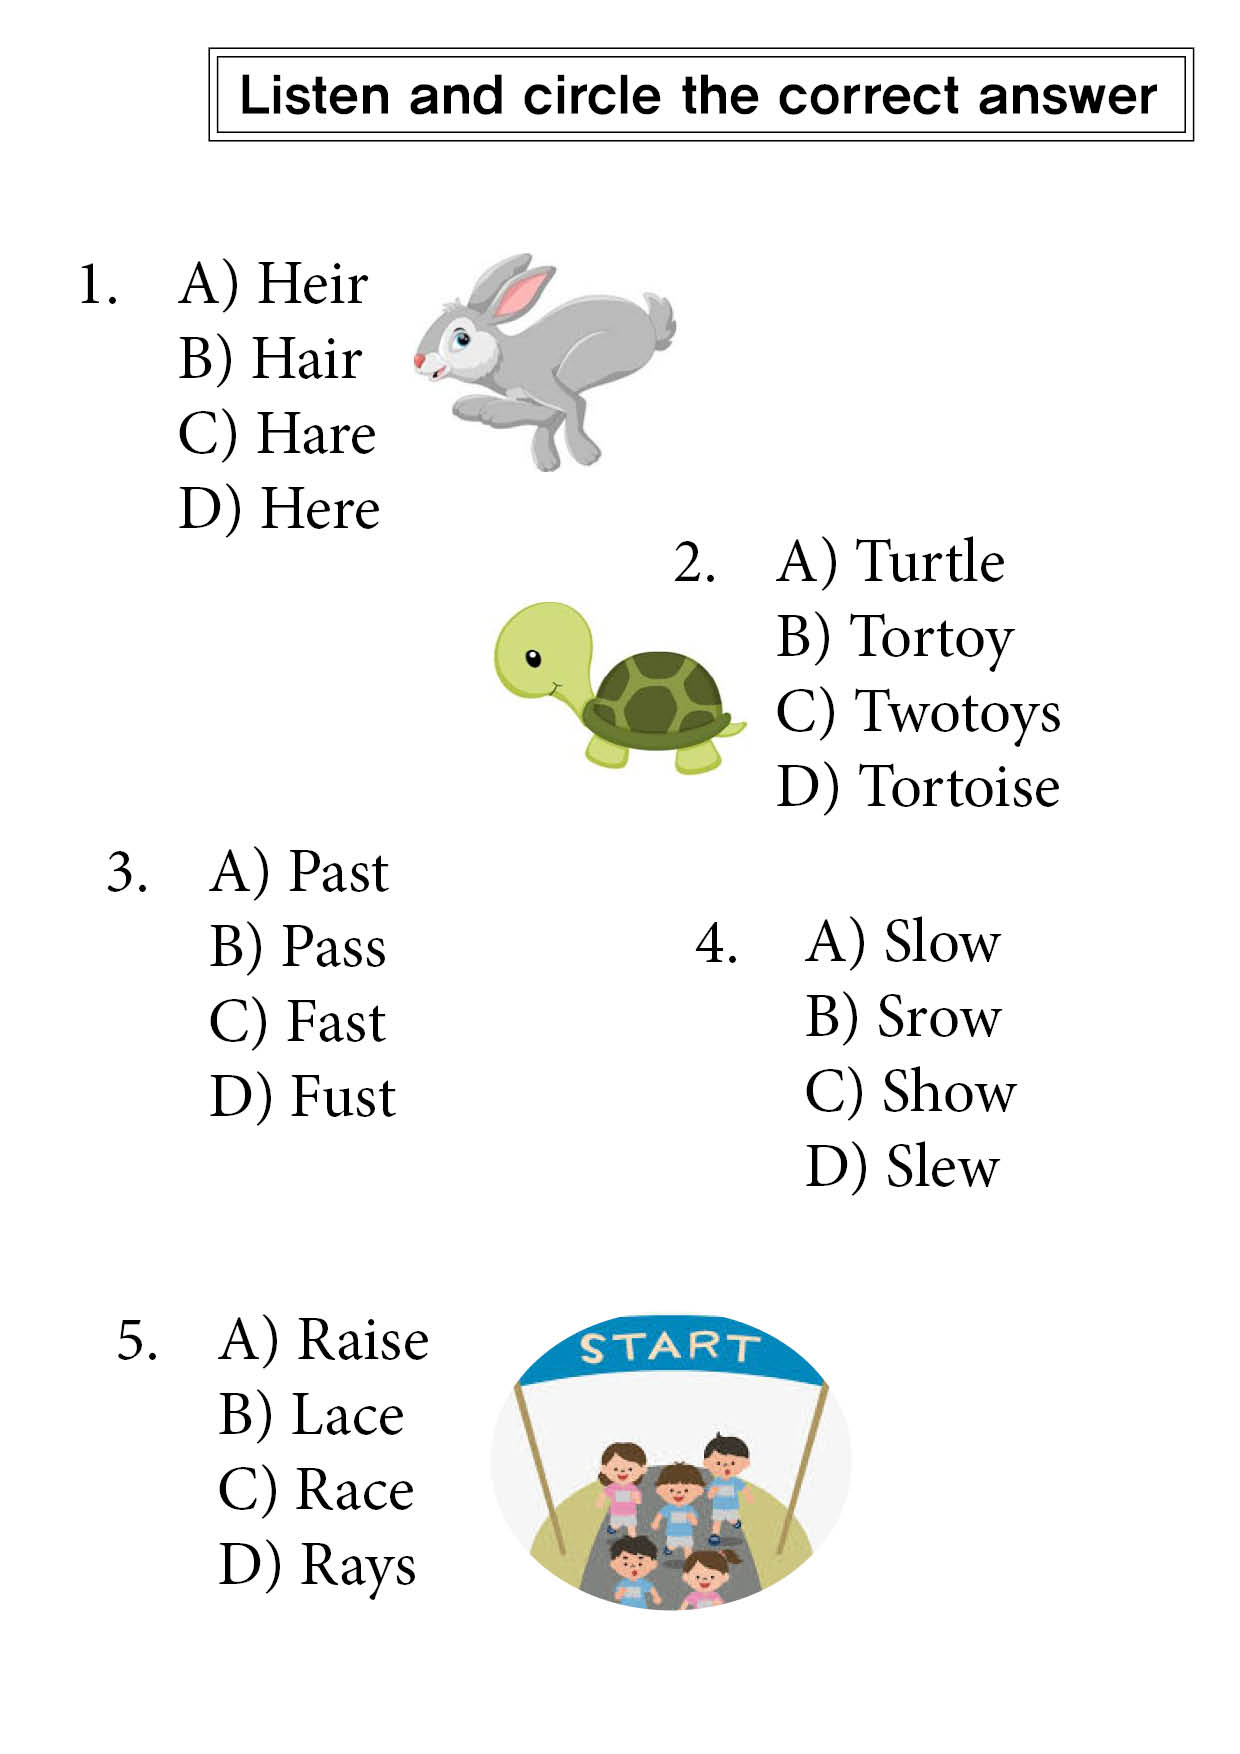 Listen and circle the correct answer
1. A) Heir
B) Hair
C) Hare
D) Here
2. A) Turtle
B) Tortoy
C) Twotoys
D) Tortoise
3. A) Past
B) Pass
C) Fast
D) Fust
4. A) Slow
B) Srow
C) Show
D) Slew
5. A) Raise
B) Lace
C) Race
D) Rays
START